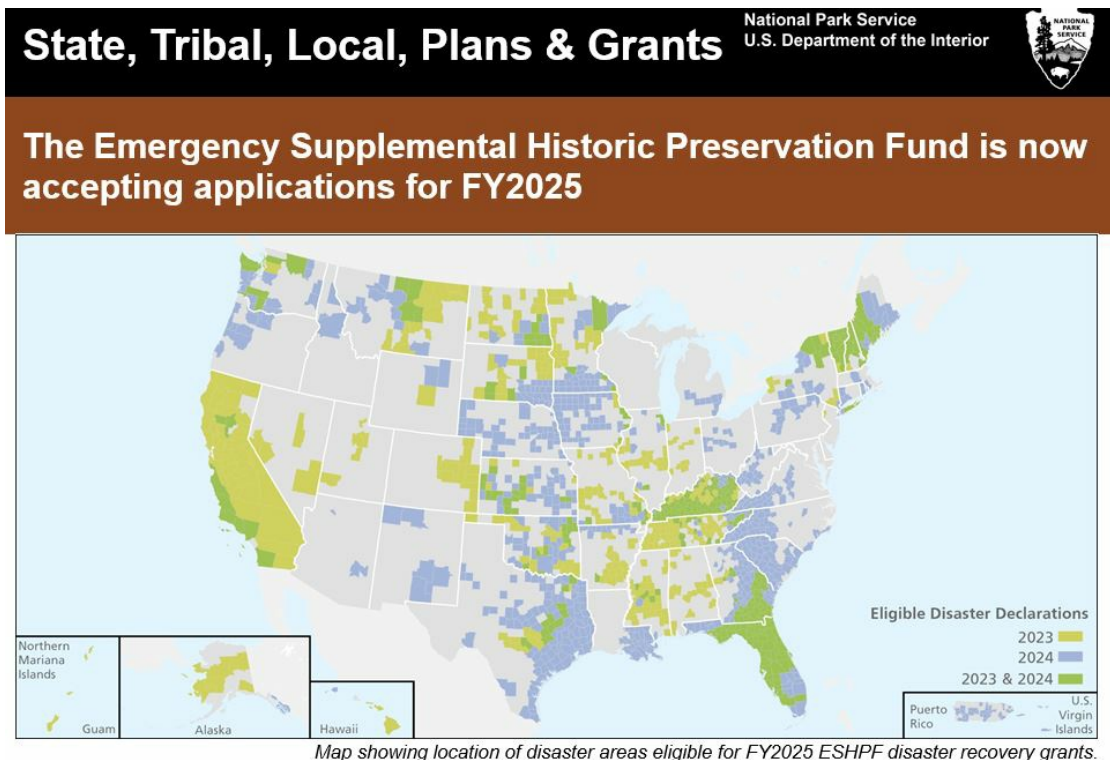 State, Tribal, Local, Plans & Grants
National Park Service
U.S. Department of the Interior
NATIONAL
PARK
SERVICE
The Emergency Supplemental Historic Preservation Fund is now
accepting applications for FY2025
Northern
Mariana
Islands
Guam
Alaska
Hawaii
Eligible Disaster Declarations
2023
2024
2023 & 2024
Puerto
Rico
U.S.
Virgin
Islands
Map showing location of disaster areas eligible for FY2025 ESHPF disaster recovery grants.